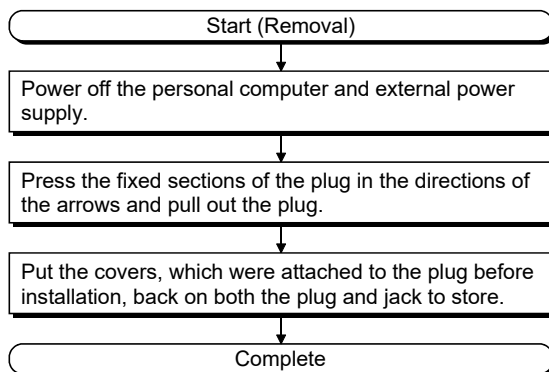 Start (Removal)
Power off the personal computer and external power
supply.
Press the fixed sections of the plug in the directions of
the arrows and pull out the plug.
Put the covers, which were attached to the plug before
installation, back on both the plug and jack to store.
Complete